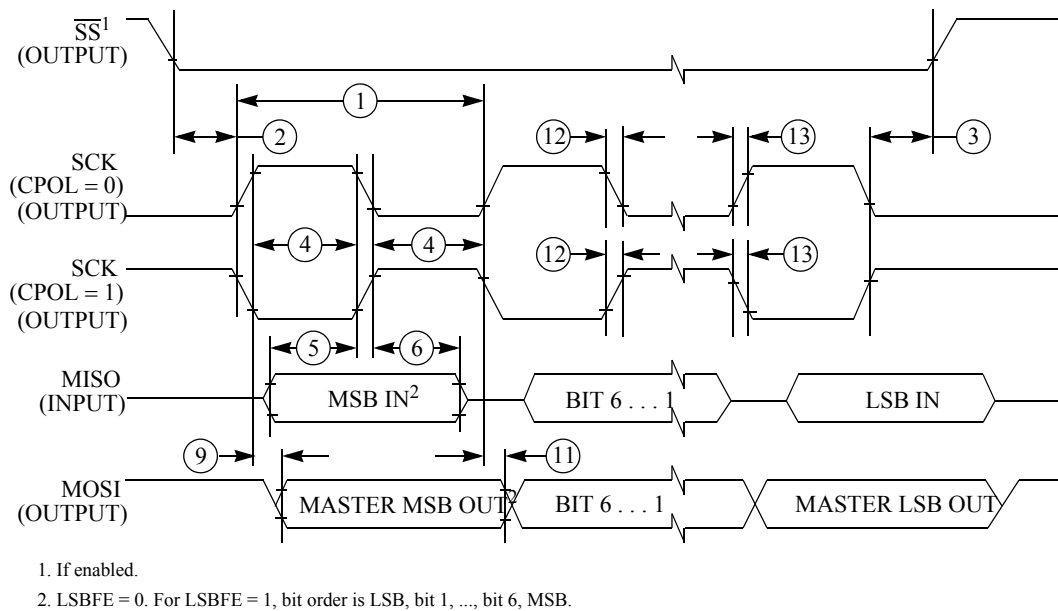 SS1
(OUTPUT)
1
2
12
13
3
SCK
(CPOL = 0)
(OUTPUT)
4
4
12
13
SCK
(CPOL = 1)
(OUTPUT)
5
6
MISO
(INPUT)
MSB IN2
BIT 6 . . . 1
LSB IN
9
11
MOSI
(OUTPUT)
MASTER MSB OUT2
BIT 6 . . . 1
MASTER LSB OUT
1. If enabled.
2. LSBFE = 0. For LSBFE = 1, bit order is LSB, bit 1, ..., bit 6, MSB.